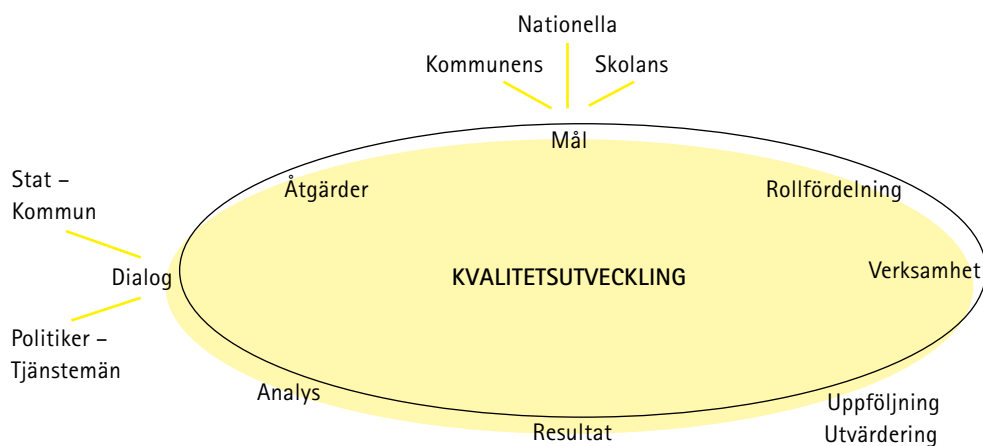 Nationella
Kommunens
Skolans
Mål
Stat –
Kommun
Åtgärder
Rollfördelning
Dialog
KVALITETSUTVECKLING
Verksamhet
Politiker –
Tjänstemän
Analys
Resultat
Uppföljning
Utvärdering